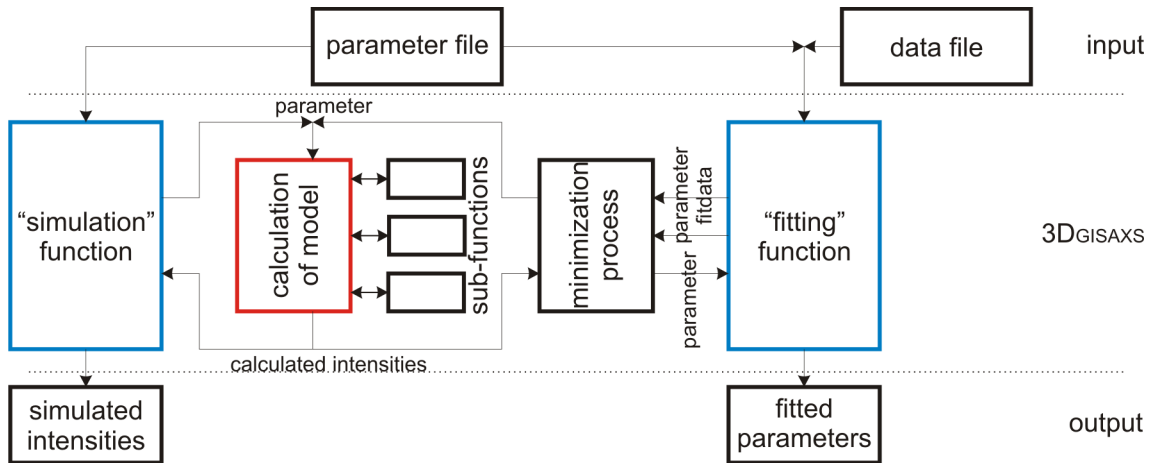 parameter file
data file
input
parameter
“simulation”
function
calculation
of model
sub-functions
minimization
process
parameter
fitdata
parameter
“fitting”
function
3DGISAXS
calculated intensities
simulated
intensities
fitted
parameters
output